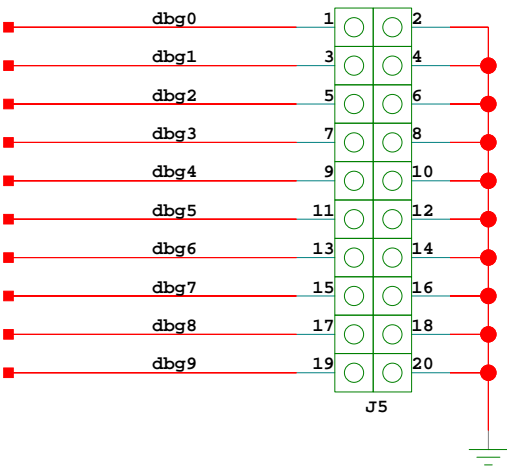 dbg0 1 2
dbg1 3 4
dbg2 5 6
dbg3 7 8
dbg4 9 10
dbg5 11 12
dbg6 13 14
dbg7 15 16
dbg8 17 18
dbg9 19 20
J5